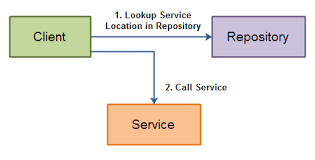 1. Lookup Service
Location in Repository
Client
Repository
2. Call Service
Service